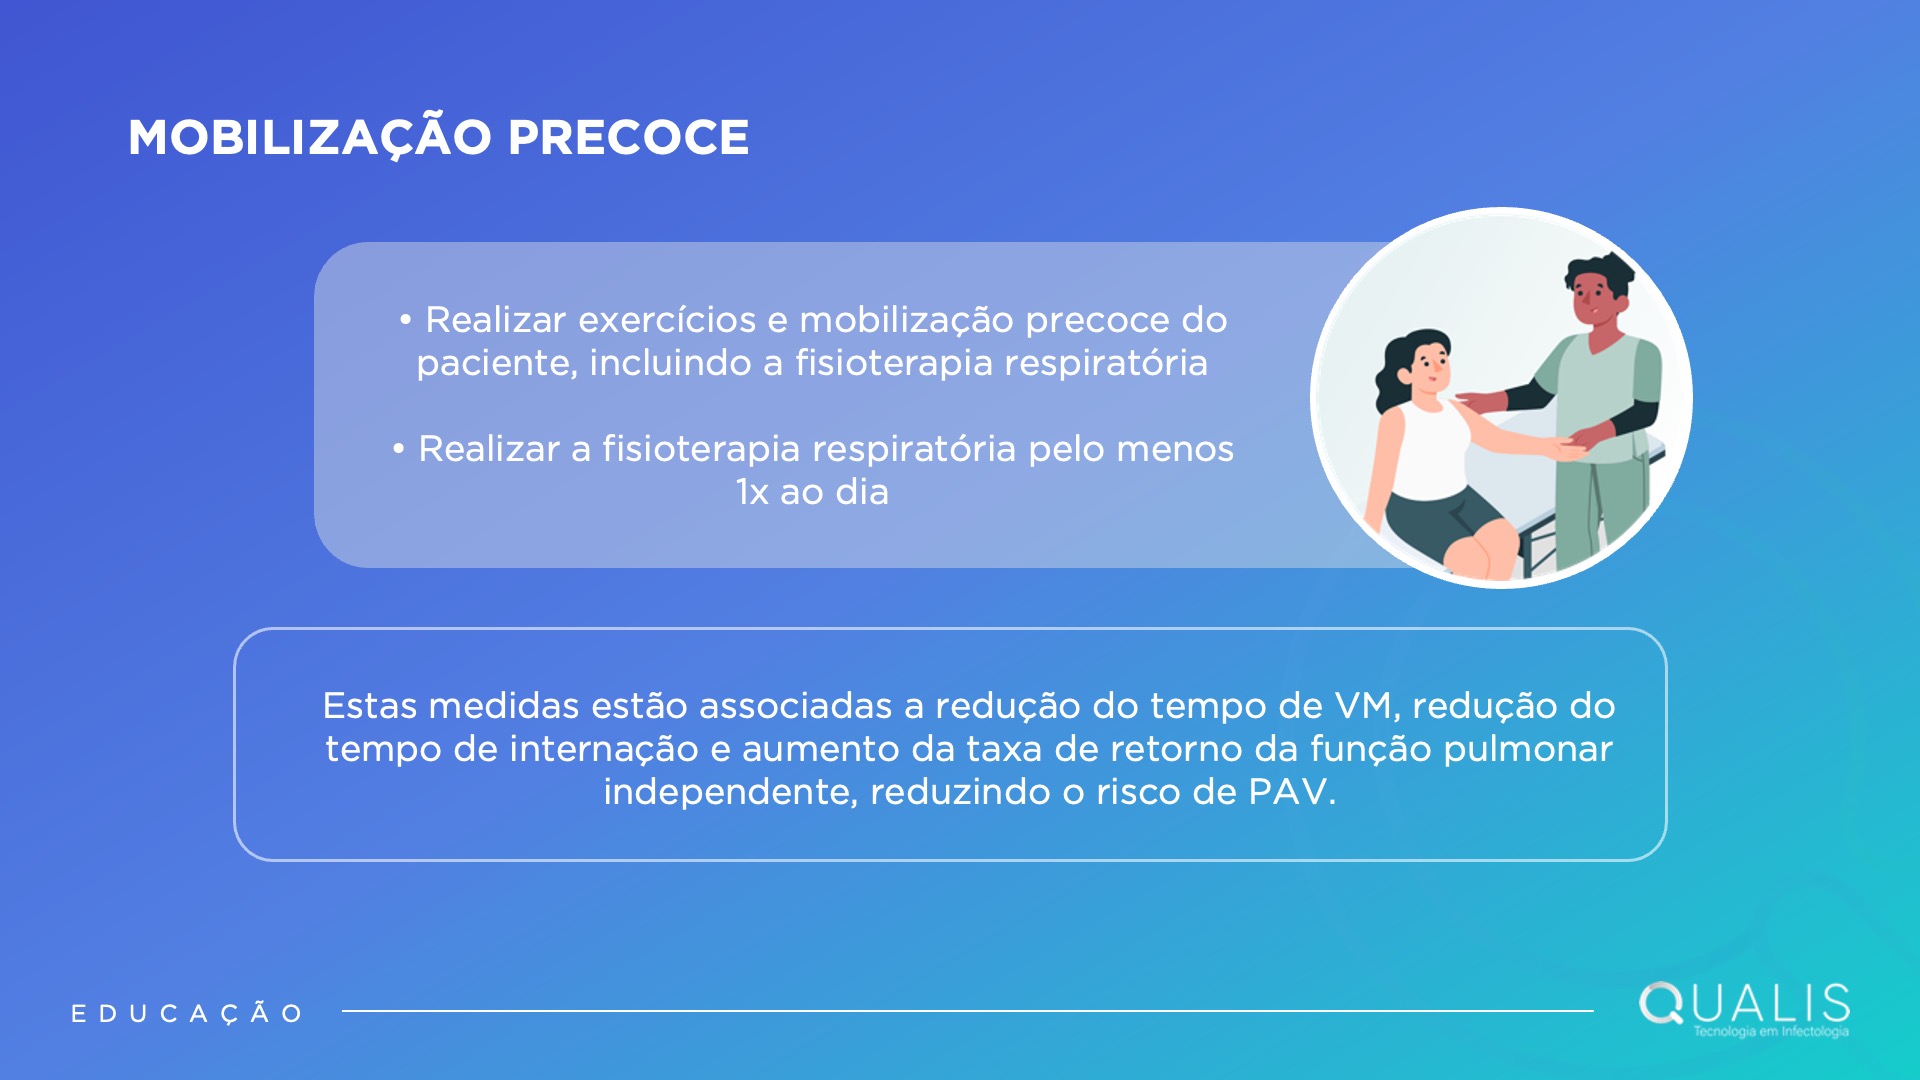 MOBILIZAÇÃO PRECOCE
• Realizar exercícios e mobilização precoce do
paciente, incluindo a fisioterapia respiratória
• Realizar a fisioterapia respiratória pelo menos
1x ao dia
Estas medidas estão associadas a redução do tempo de VM, redução do
tempo de internação e aumento da taxa de retorno da função pulmonar
independente, reduzindo o risco de PAV.
EDUCAÇÃO
QUALIS
Tecnologia em Infectologia